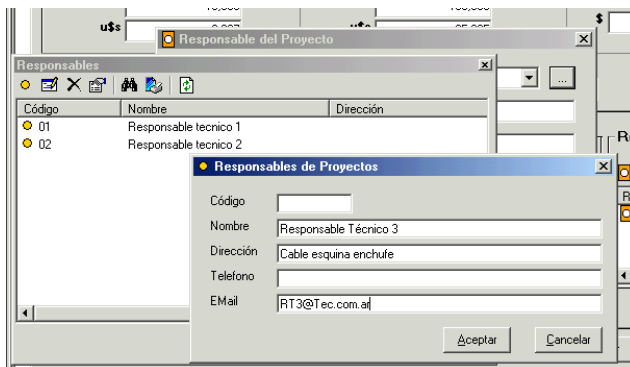 u$s
$
Responsable del Proyecto
Responsables
...
Código Nombre Dirección
01 Responsable tecnico 1
02 Responsable tecnico 2
Responsables de Proyectos
Código
Nombre Responsable Técnico 3
Dirección Cable esquina enchufe
Telefono
EMail RT3@Tec.com.ar
Aceptar Cancelar